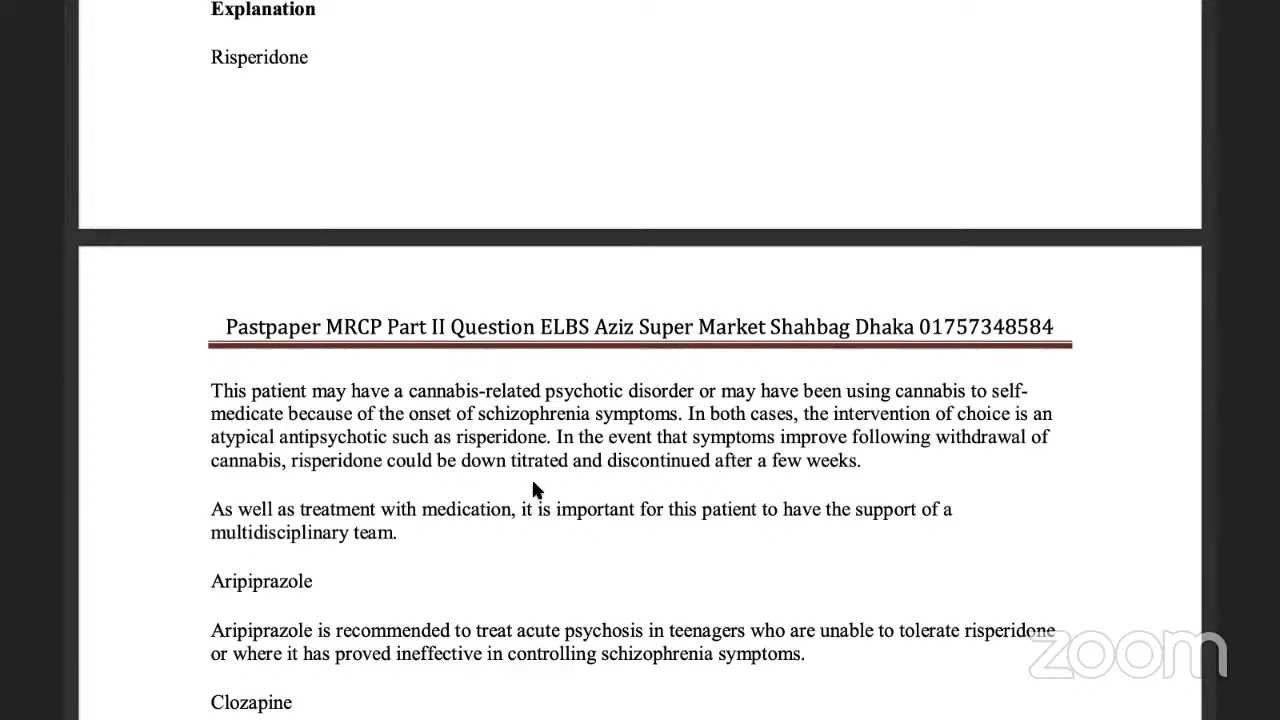 Explanation
Risperidone
Pastpaper MRCP Part II Question ELBS Aziz Super Market Shahbag Dhaka 01757348584
This patient may have a cannabis-related psychotic disorder or may have been using cannabis to self-
medicate because of the onset of schizophrenia symptoms. In both cases, the intervention of choice is an
atypical antipsychotic such as risperidone. In the event that symptoms improve following withdrawal of
cannabis, risperidone could be down titrated and discontinued after a few weeks.
As well as treatment with medication, it is important for this patient to have the support of a
multidisciplinary team.
Aripiprazole
Aripiprazole is recommended to treat acute psychosis in teenagers who are unable to tolerate risperidone
or where it has proved ineffective in controlling schizophrenia symptoms.
zoom
Clozapine